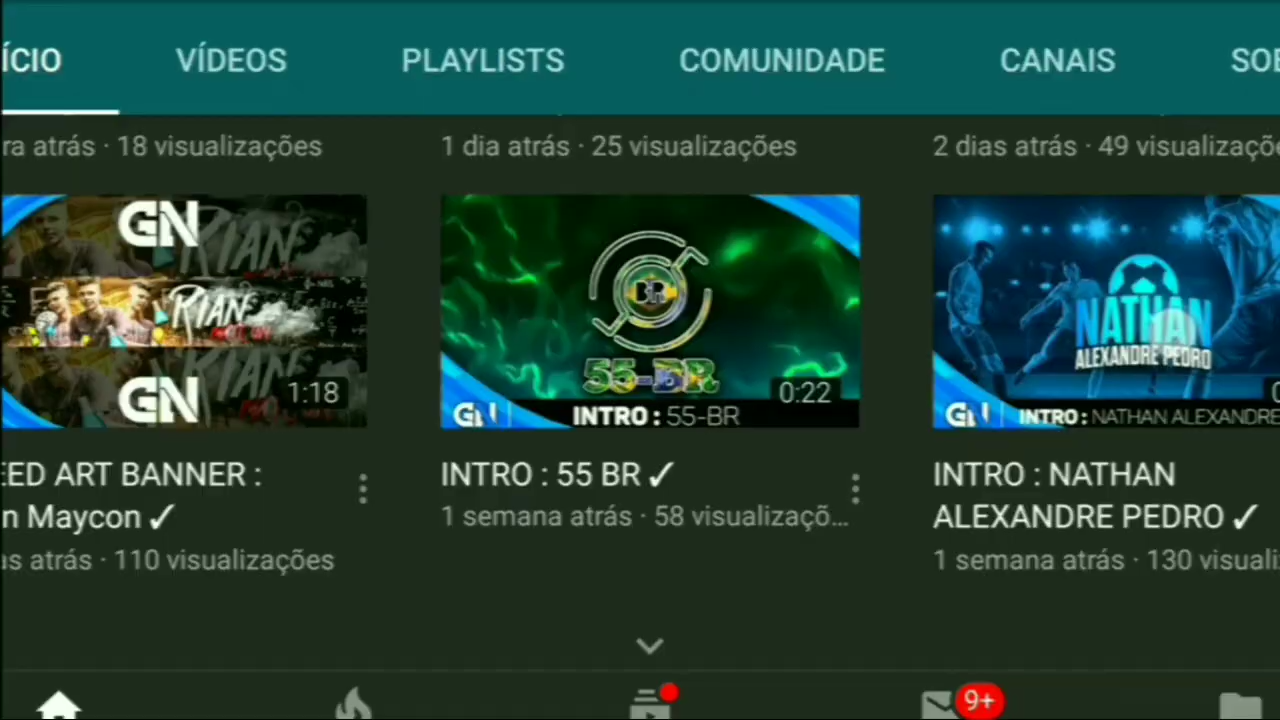 ÍCIO VÍDEOS PLAYLISTS COMUNIDADE CANAIS SOB
ra atrás · 18 visualizações
1 dia atrás · 25 visualizações
2 dias atrás · 49 visualizaçõe
GN
RIAN
GN
1:18
BR
55-BR
0:22
GN
INTRO : 55-BR
NATHAN
ALEXANDRE PEDRO
GN
INTRO : NATHAN ALEXANDRE
EED ART BANNER :
n Maycon ✓
as atrás · 110 visualizações
INTRO : 55 BR ✓
1 semana atrás · 58 visualizaçõ...
INTRO : NATHAN
ALEXANDRE PEDRO ✓
1 semana atrás · 130 visuali
9+